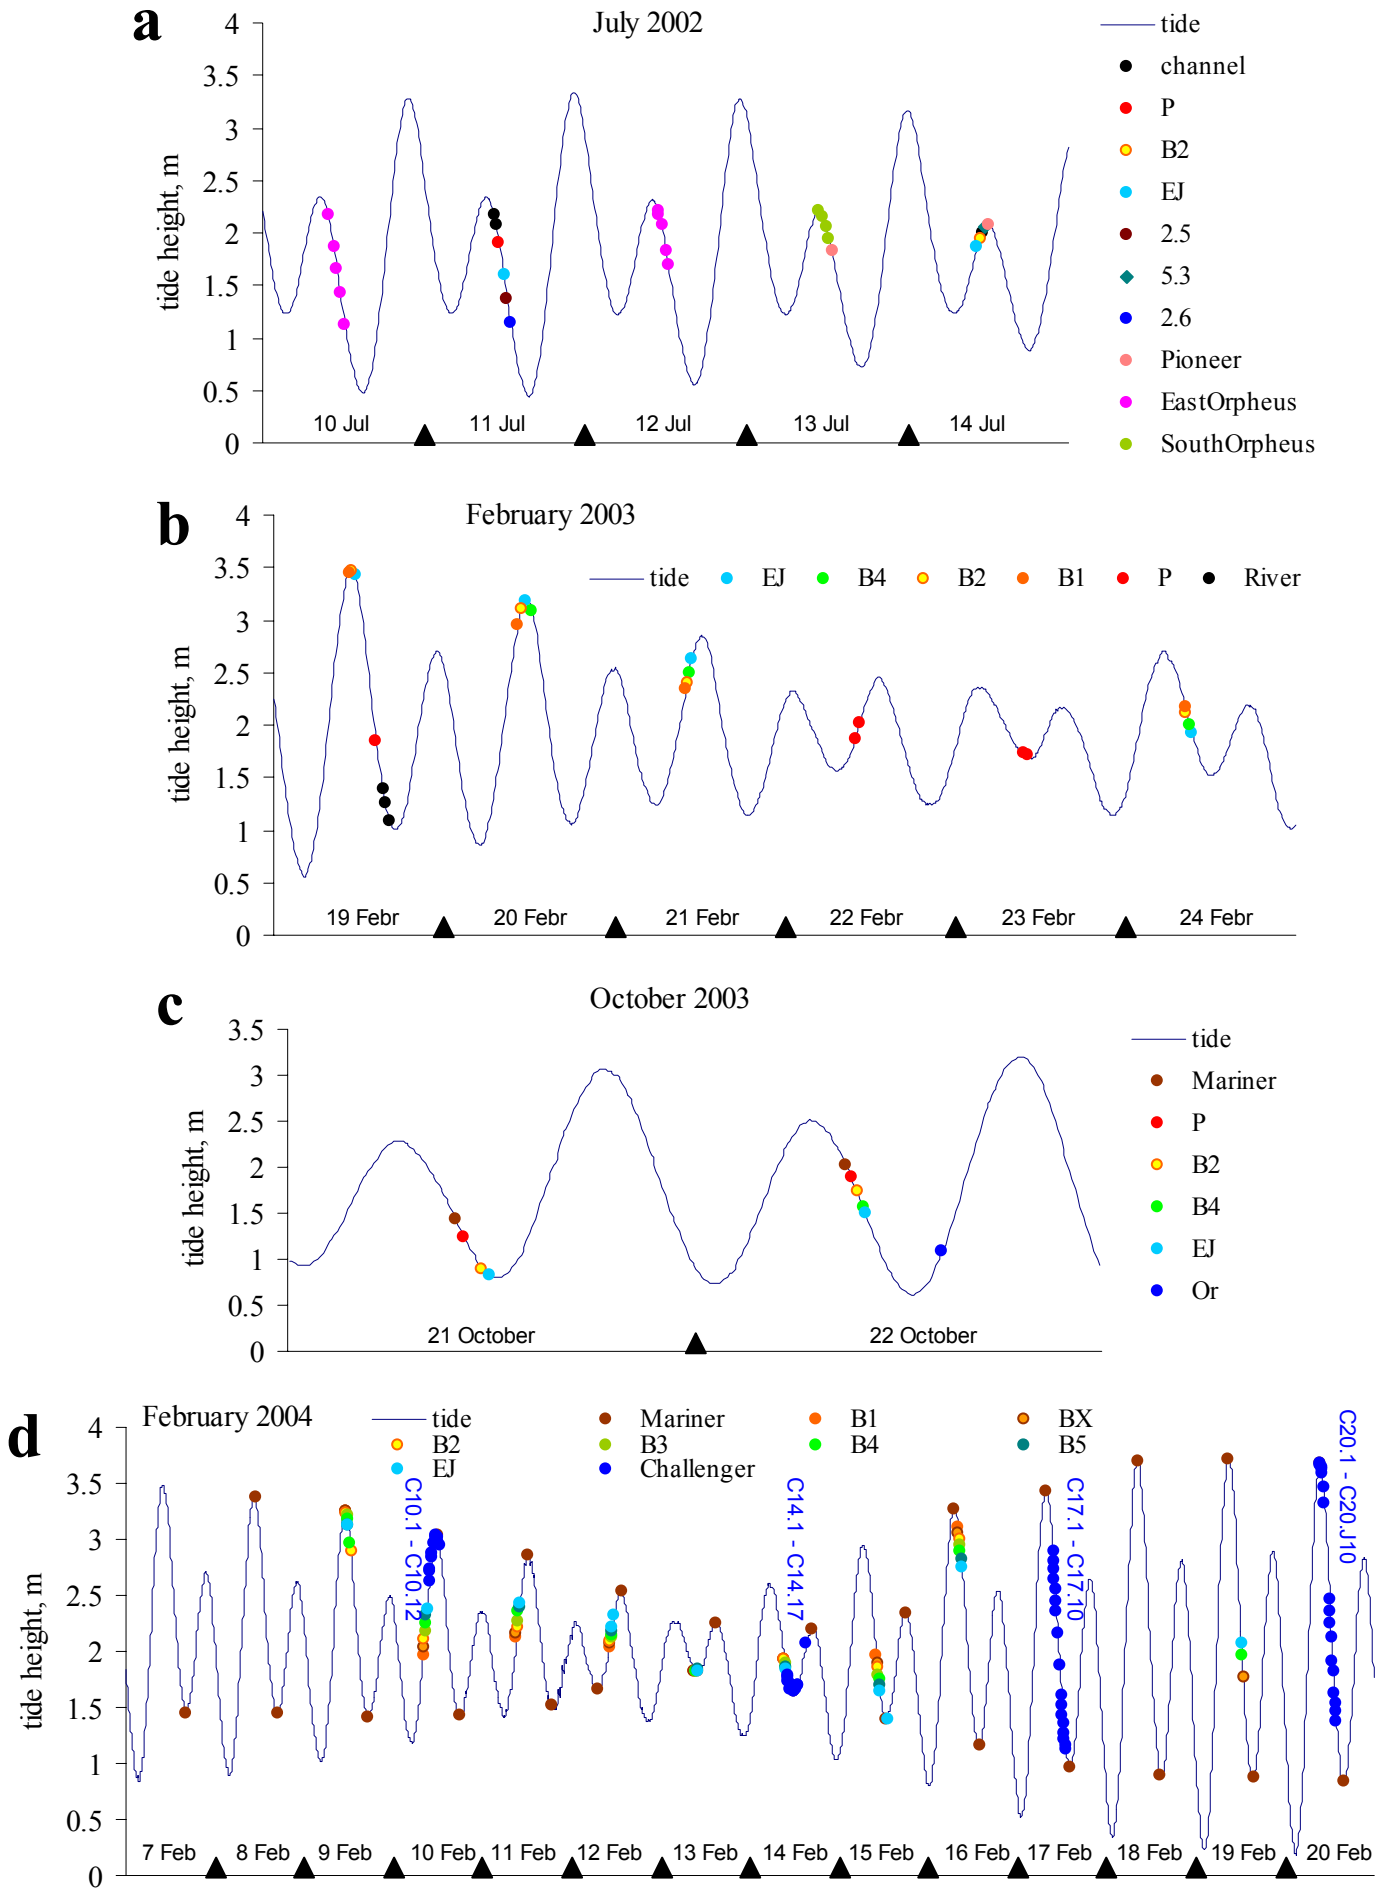 a
July 2002
4
3.5
3
2.5
2
1.5
1
0.5
0
tide height, m
10 Jul
11 Jul
12 Jul
13 Jul
14 Jul
tide
channel
P
B2
EJ
2.5
5.3
2.6
Pioneer
EastOrpheus
SouthOrpheus
b
February 2003
4
3.5
3
2.5
2
1.5
1
0.5
0
tide height, m
tide EJ B4 B2 B1 P River
19 Febr
20 Febr
21 Febr
22 Febr
23 Febr
24 Febr
c
October 2003
3.5
3
2.5
2
1.5
1
0.5
0
tide height, m
21 October
22 October
tide
Mariner
P
B2
B4
EJ
Or
d
February 2004
tide Mariner B1 BX
B2 B3 B4 B5
EJ Challenger
4
3.5
3
2.5
2
1.5
1
0.5
0
tide height, m
C10.1 - C10.12
C14.1 - C14.17
C17.1 - C17.10
C20.1 - C20.J10
7 Feb
8 Feb
9 Feb
10 Feb
11 Feb
12 Feb
13 Feb
14 Feb
15 Feb
16 Feb
17 Feb
18 Feb
19 Feb
20 Feb